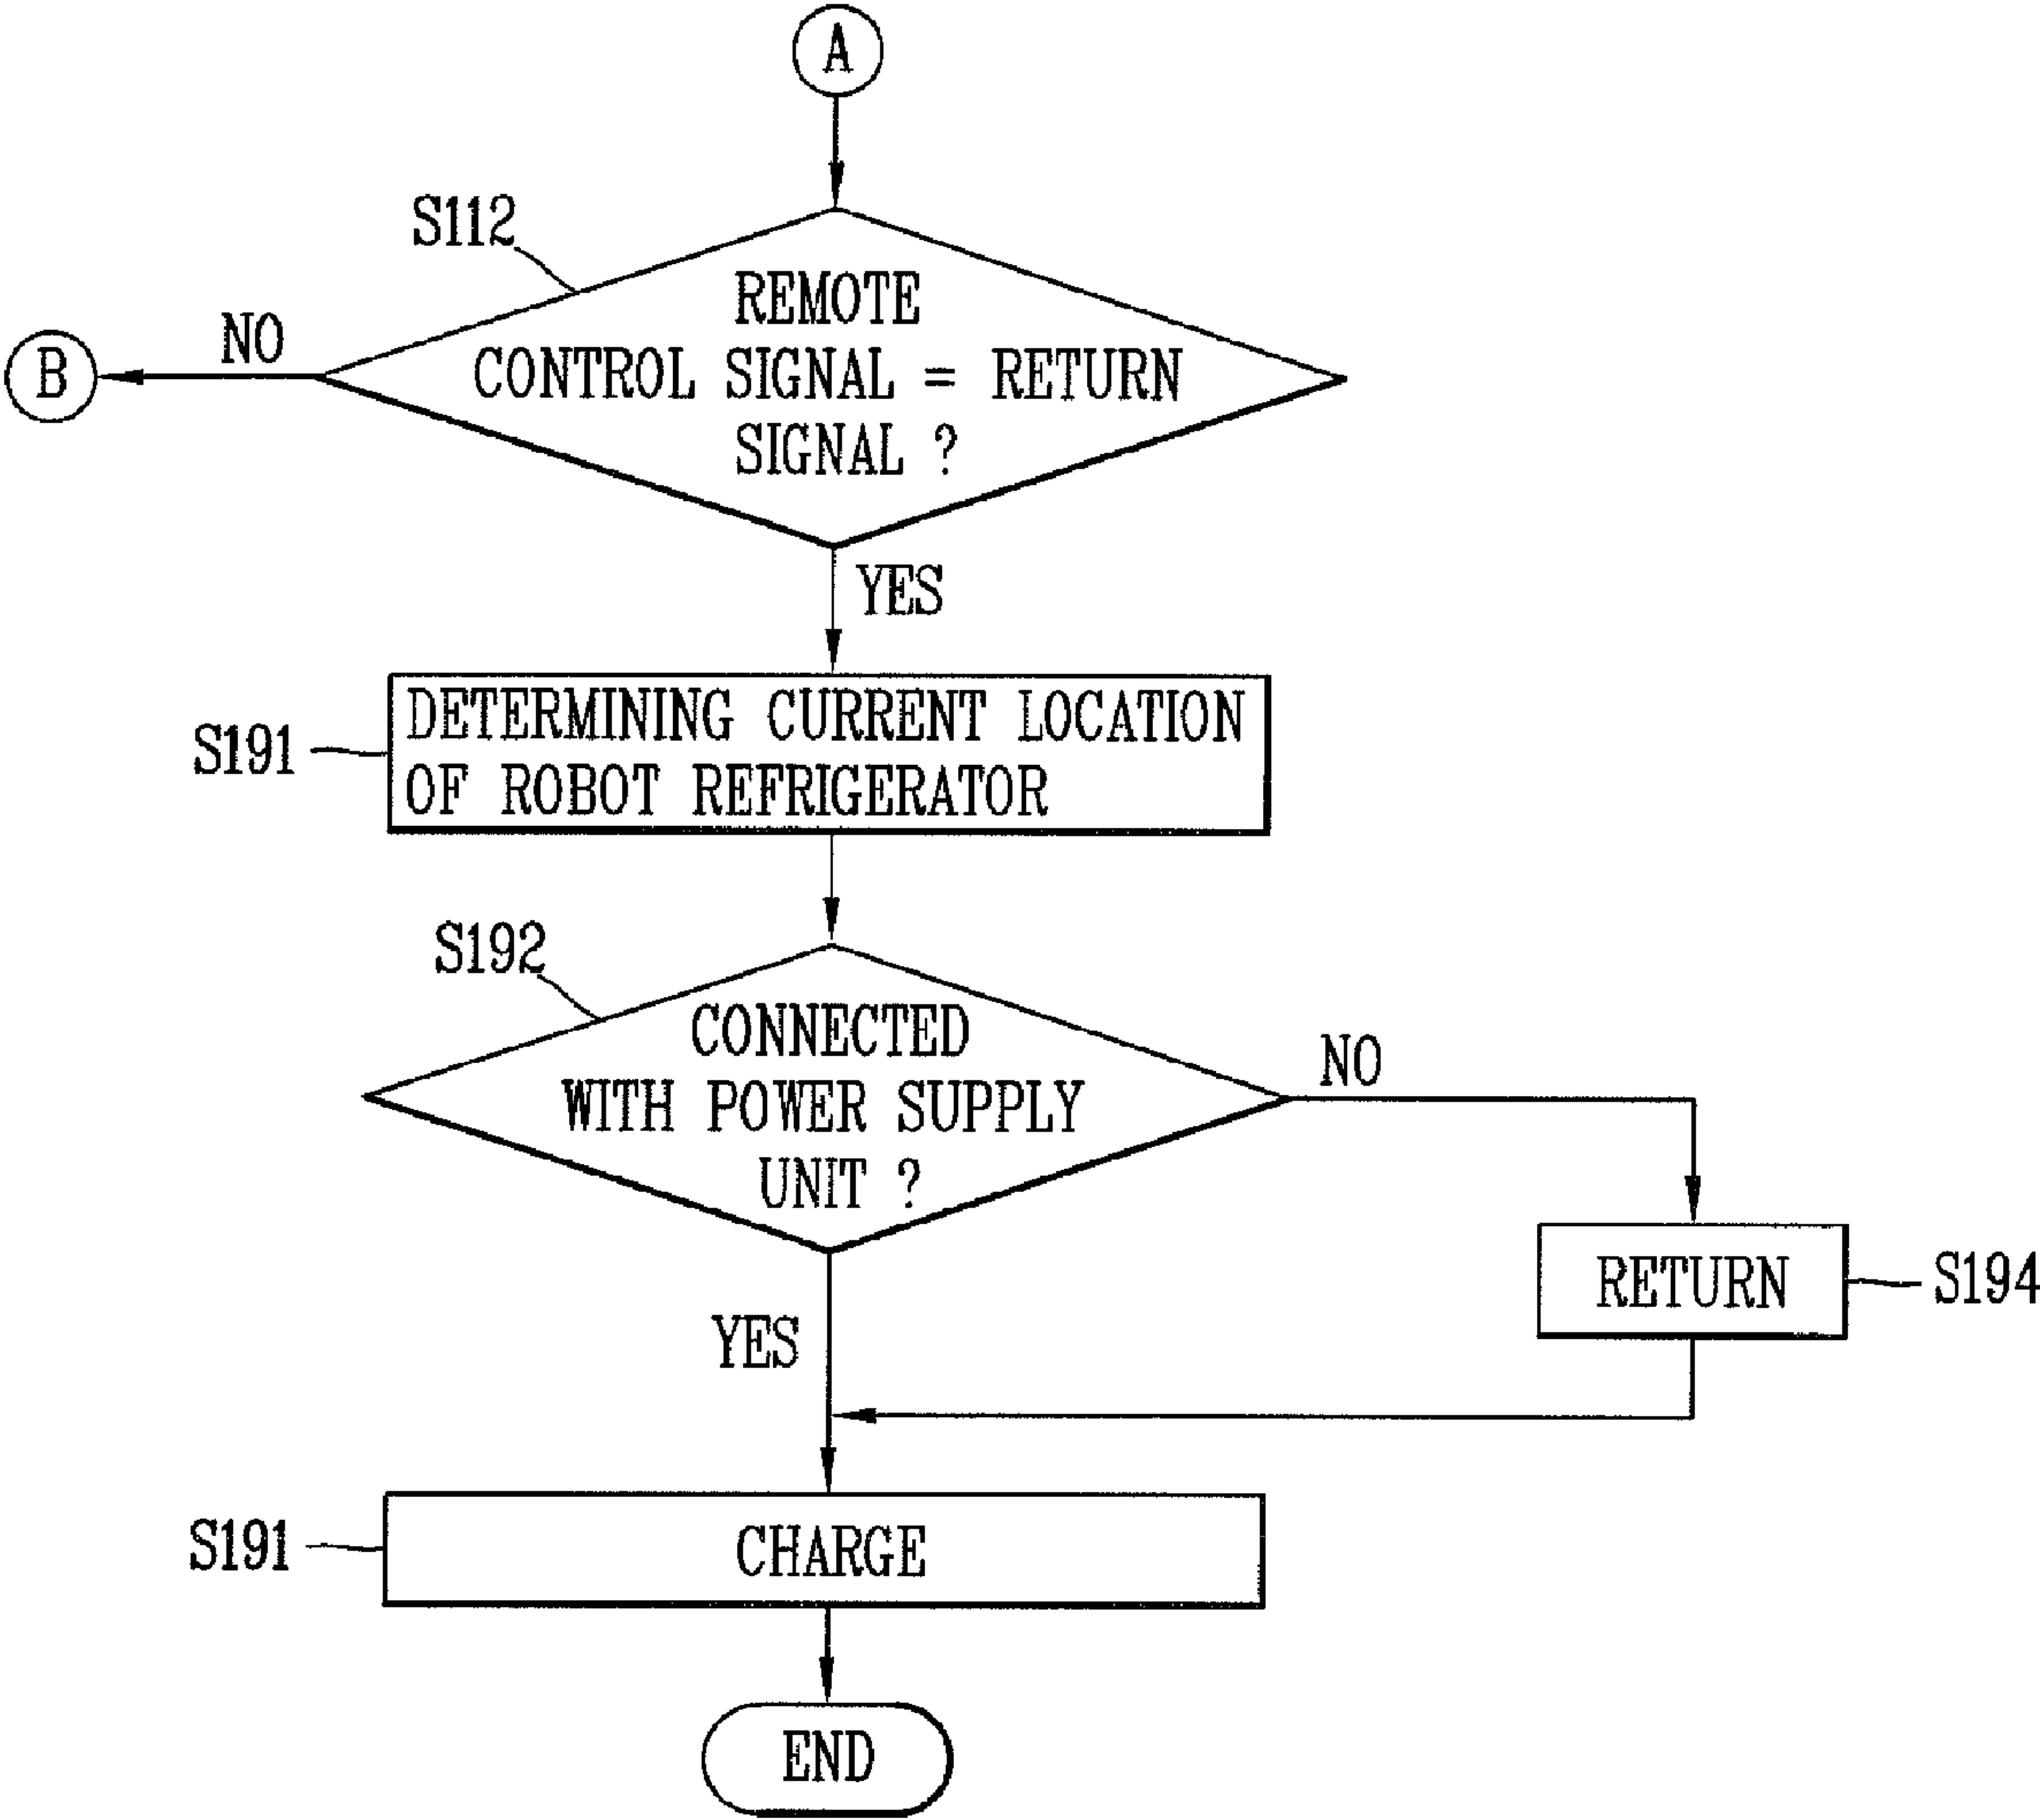 A
S112
REMOTE
CONTROL SIGNAL = RETURN
SIGNAL ?
NO
B
YES
S191
DETERMINING CURRENT LOCATION
OF ROBOT REFRIGERATOR
S192
CONNECTED
WITH POWER SUPPLY
UNIT ?
NO
RETURN
S194
YES
S191
CHARGE
END